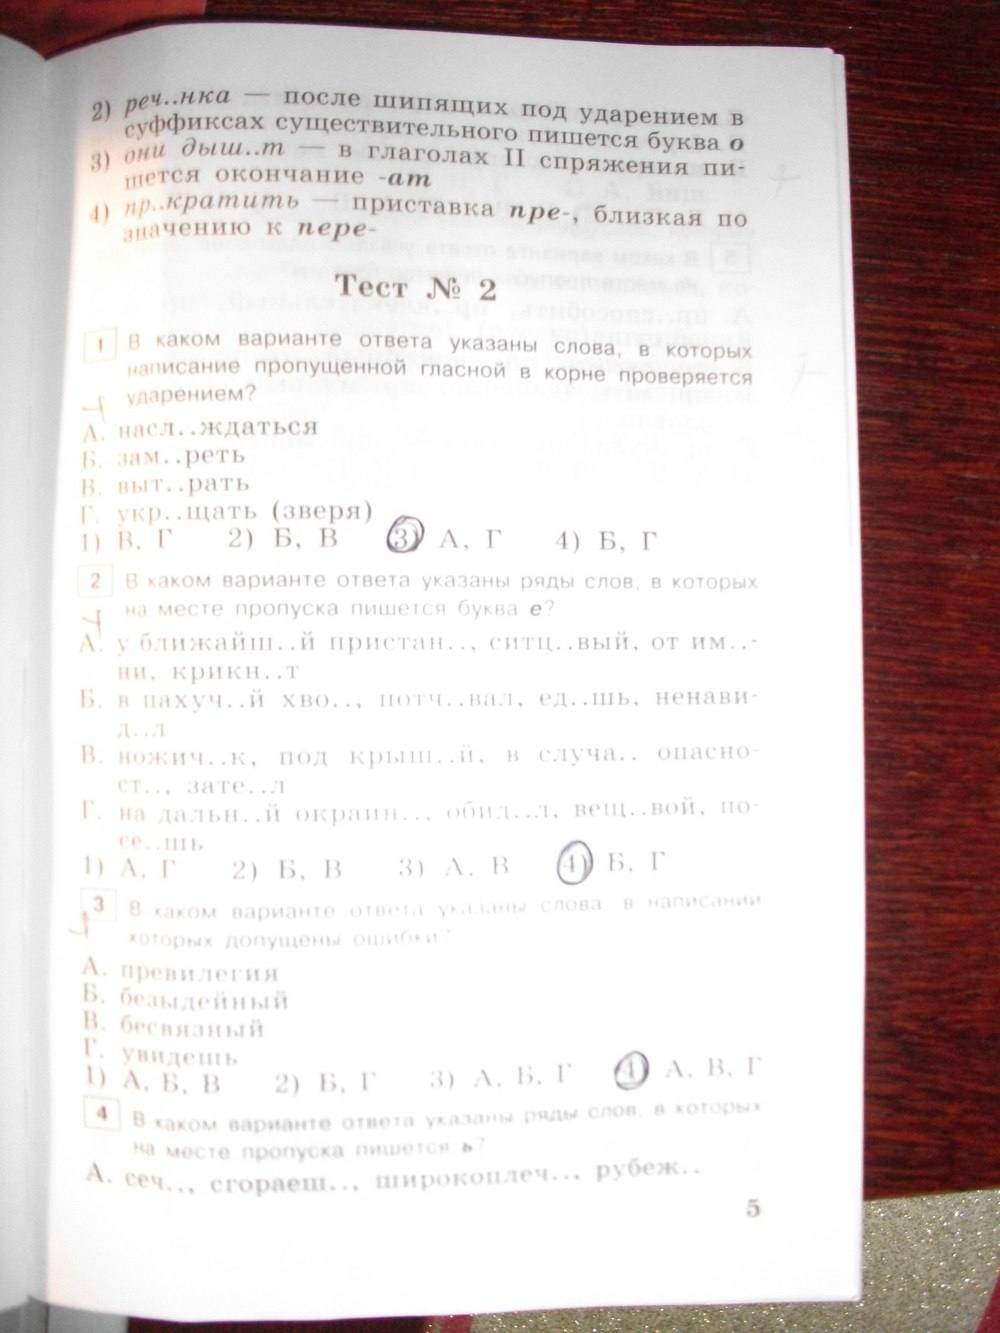 2) реч..нка — после шипящих под ударением в
суффиксах существительного пишется буква о
3) они дыш..т — в глаголах II спряжения пи-
шется окончание -ат
4) пр..кратить — приставка пре-, близкая по
значению к пере-
Тест № 2
1 В каком варианте ответа указаны слова, в которых
написание пропущенной гласной в корне проверяется
ударением?
А. насл..ждаться
Б. зам..реть
В. выт..рать
Г. укр..щать (зверя)
1) В, Г 2) Б, В 3) А, Г 4) Б, Г
2 В каком варианте ответа указаны ряды слов, в которых
на месте пропуска пишется буква е?
А. у ближайш..й пристан.., ситц..вый, от им..-
ни, крикн..т
Б. в пахуч..й хво.., потч..вал, ед..шь, ненави-
д..л
В. ножич..к, под крыш..й, в случа.. опасно-
ст.., зате..л
Г. на дальн..й окраин.., обид..л, вещ..вой, по-
се..шь
1) А, Г 2) Б, В 3) А, В 4) Б, Г
3 В каком варианте ответа указаны слова, в написании
которых допущены ошибки?
А. превилегия
Б. безыдейный
В. бесвязный
Г. увидешь
1) А, Б, В 2) Б, Г 3) А, Б, Г 4) А, В, Г
4 В каком варианте ответа указаны ряды слов, в которых
на месте пропуска пишется ь?
А. сеч.., сгораеш.., широкоплеч.., рубеж..
5